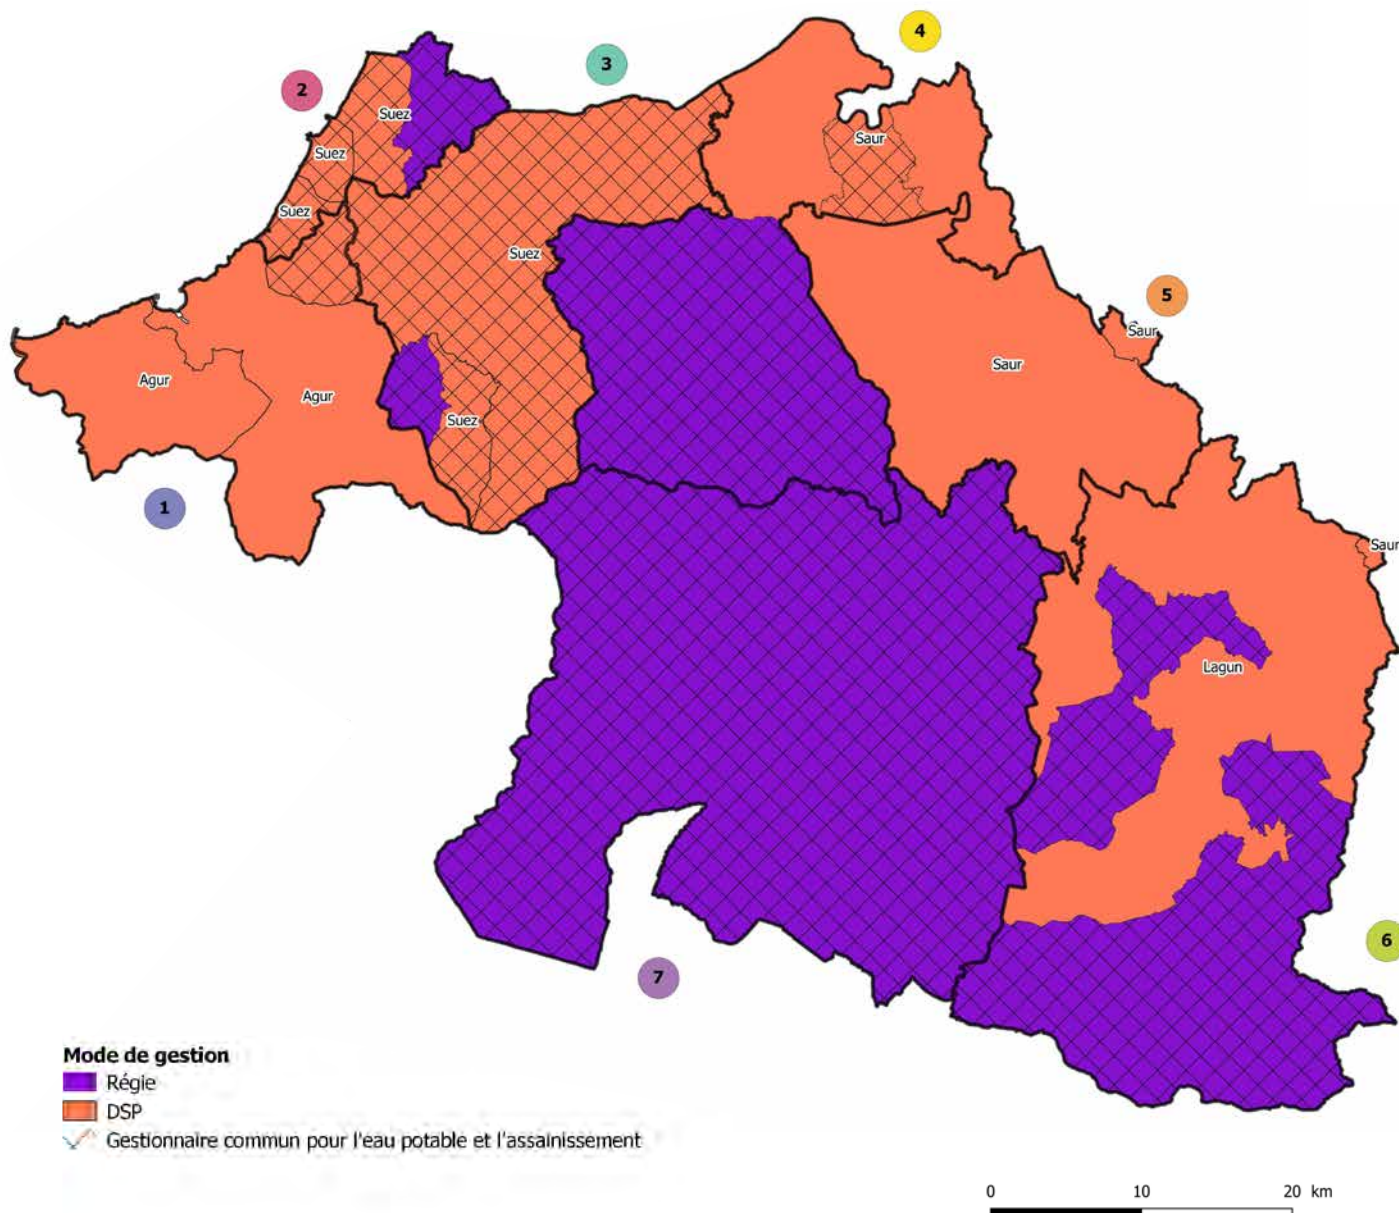 4
3
2
Suez
Saur
Suez
Suez
Suez
5
Saur
Saur
Agur
Agur
Suez
1
Saur
Lagun
6
7
Mode de gestion
Régie
DSP
Gestionnaire commun pour l'eau potable et l'assainissement
0 10 20 km